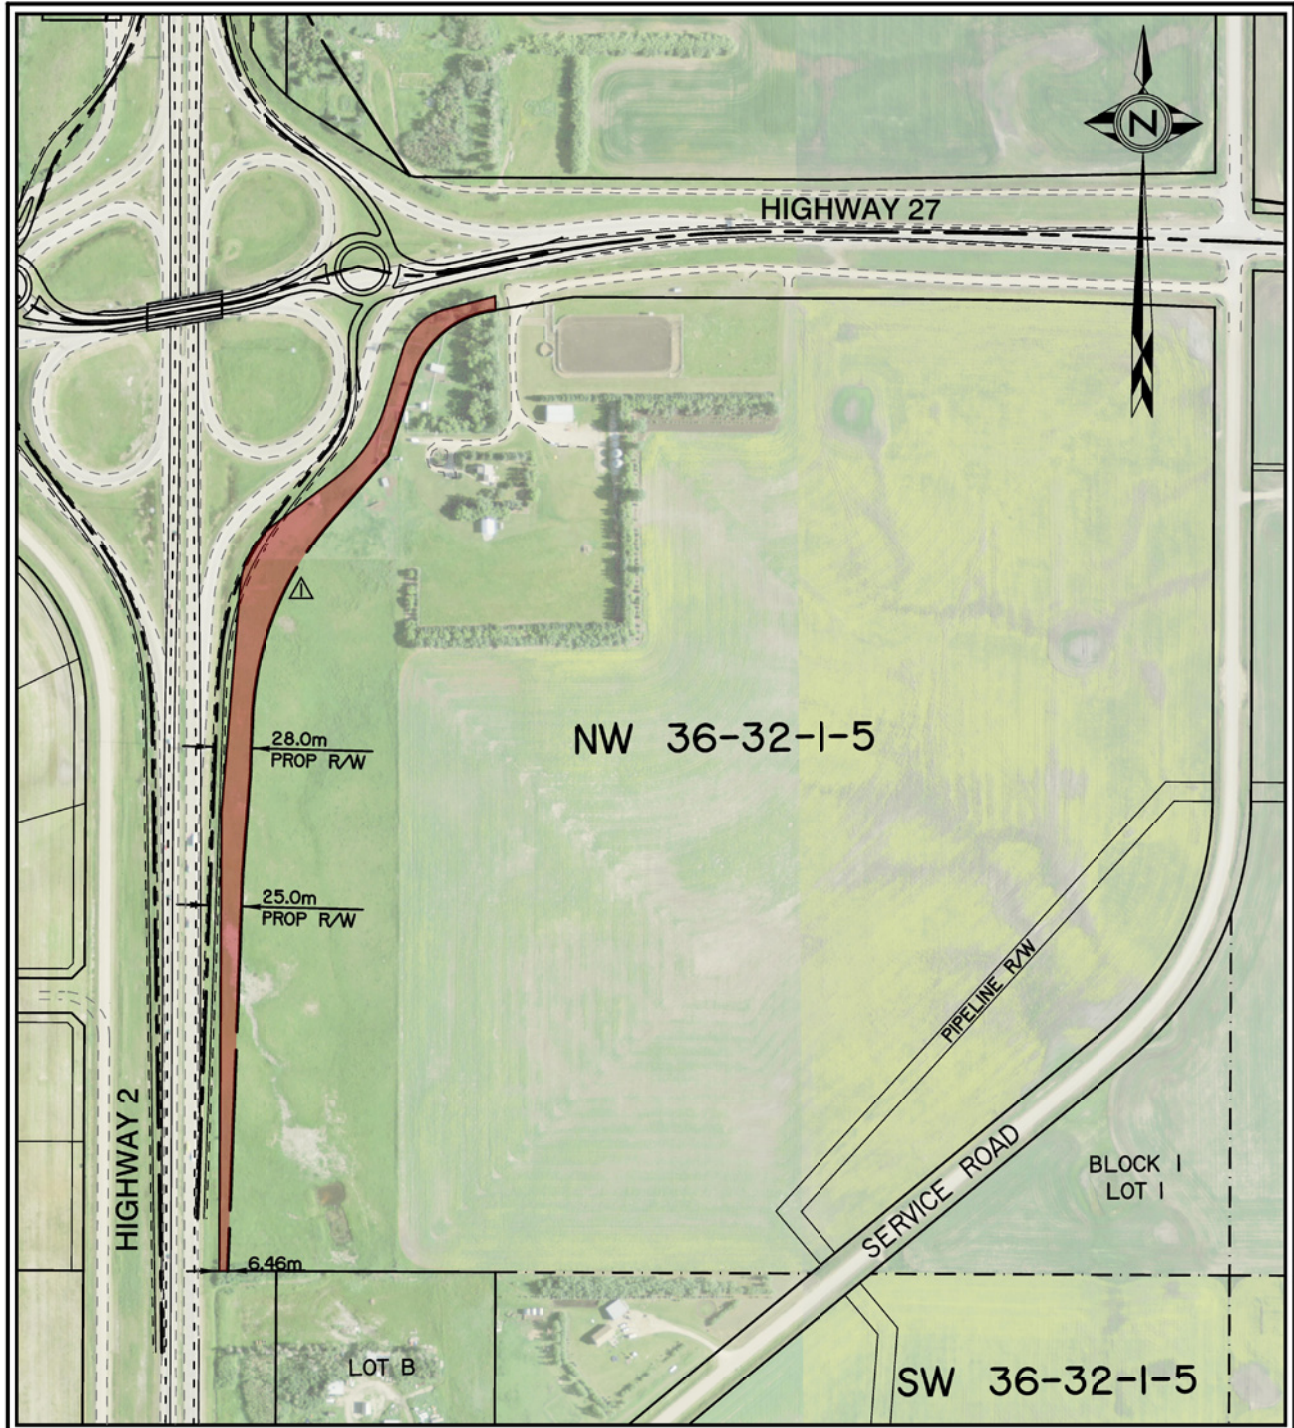 N
HIGHWAY 27
28.0m
PROP R/W
NW 36-32-1-5
25.0m
PROP R/W
PIPELINE R/W
HIGHWAY 2
SERVICE ROAD
BLOCK 1
LOT 1
6.46m
LOT B
SW 36-32-1-5
1